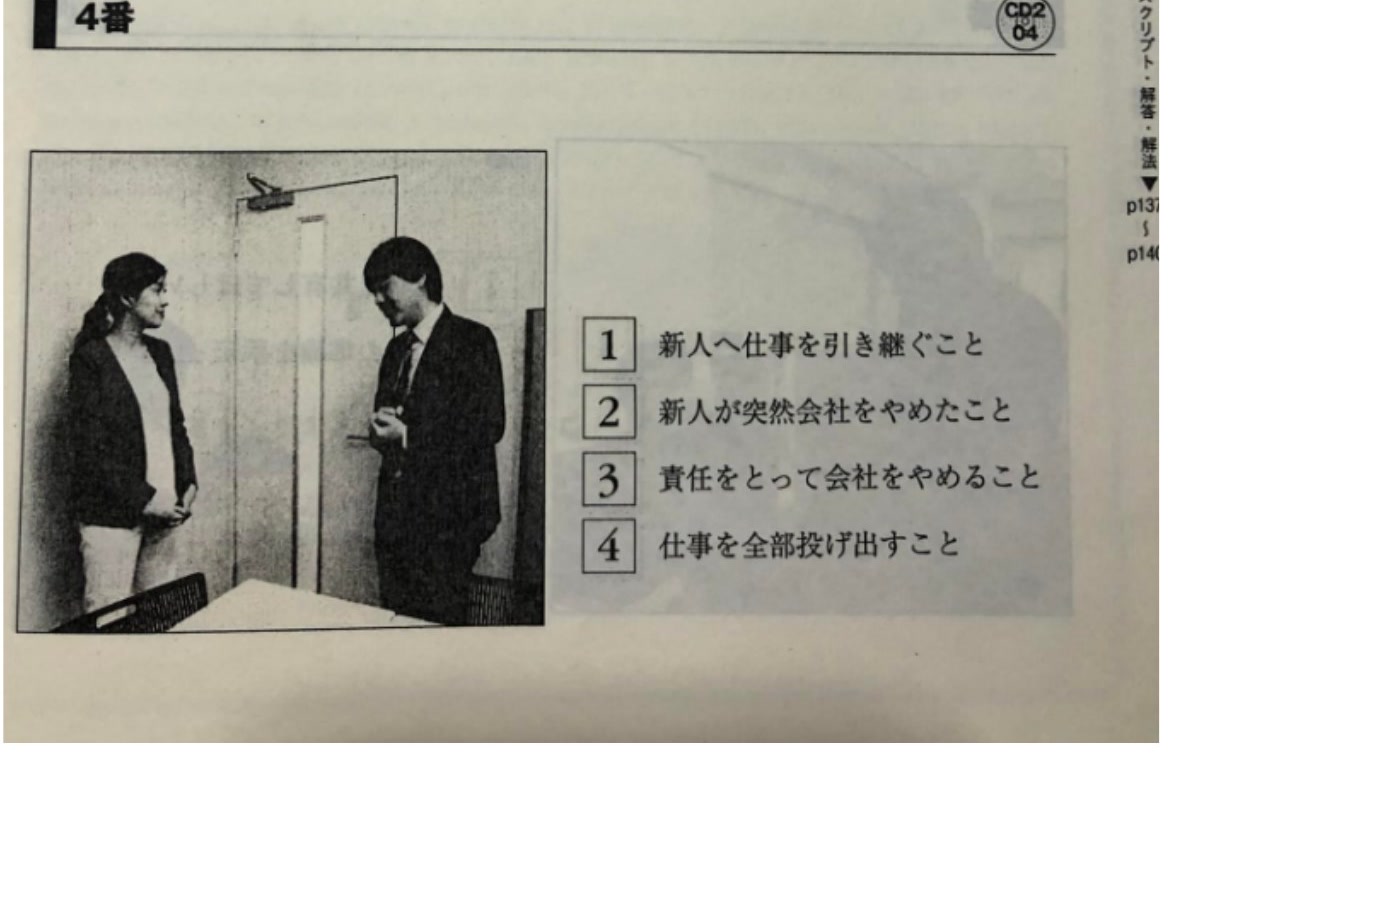 4番
CD2
04
クリプト・解答・解法▼
p137
〜
p140
1 新人へ仕事を引き継ぐこと
2 新人が突然会社をやめたこと
3 責任をとって会社をやめること
4 仕事を全部投げ出すこと